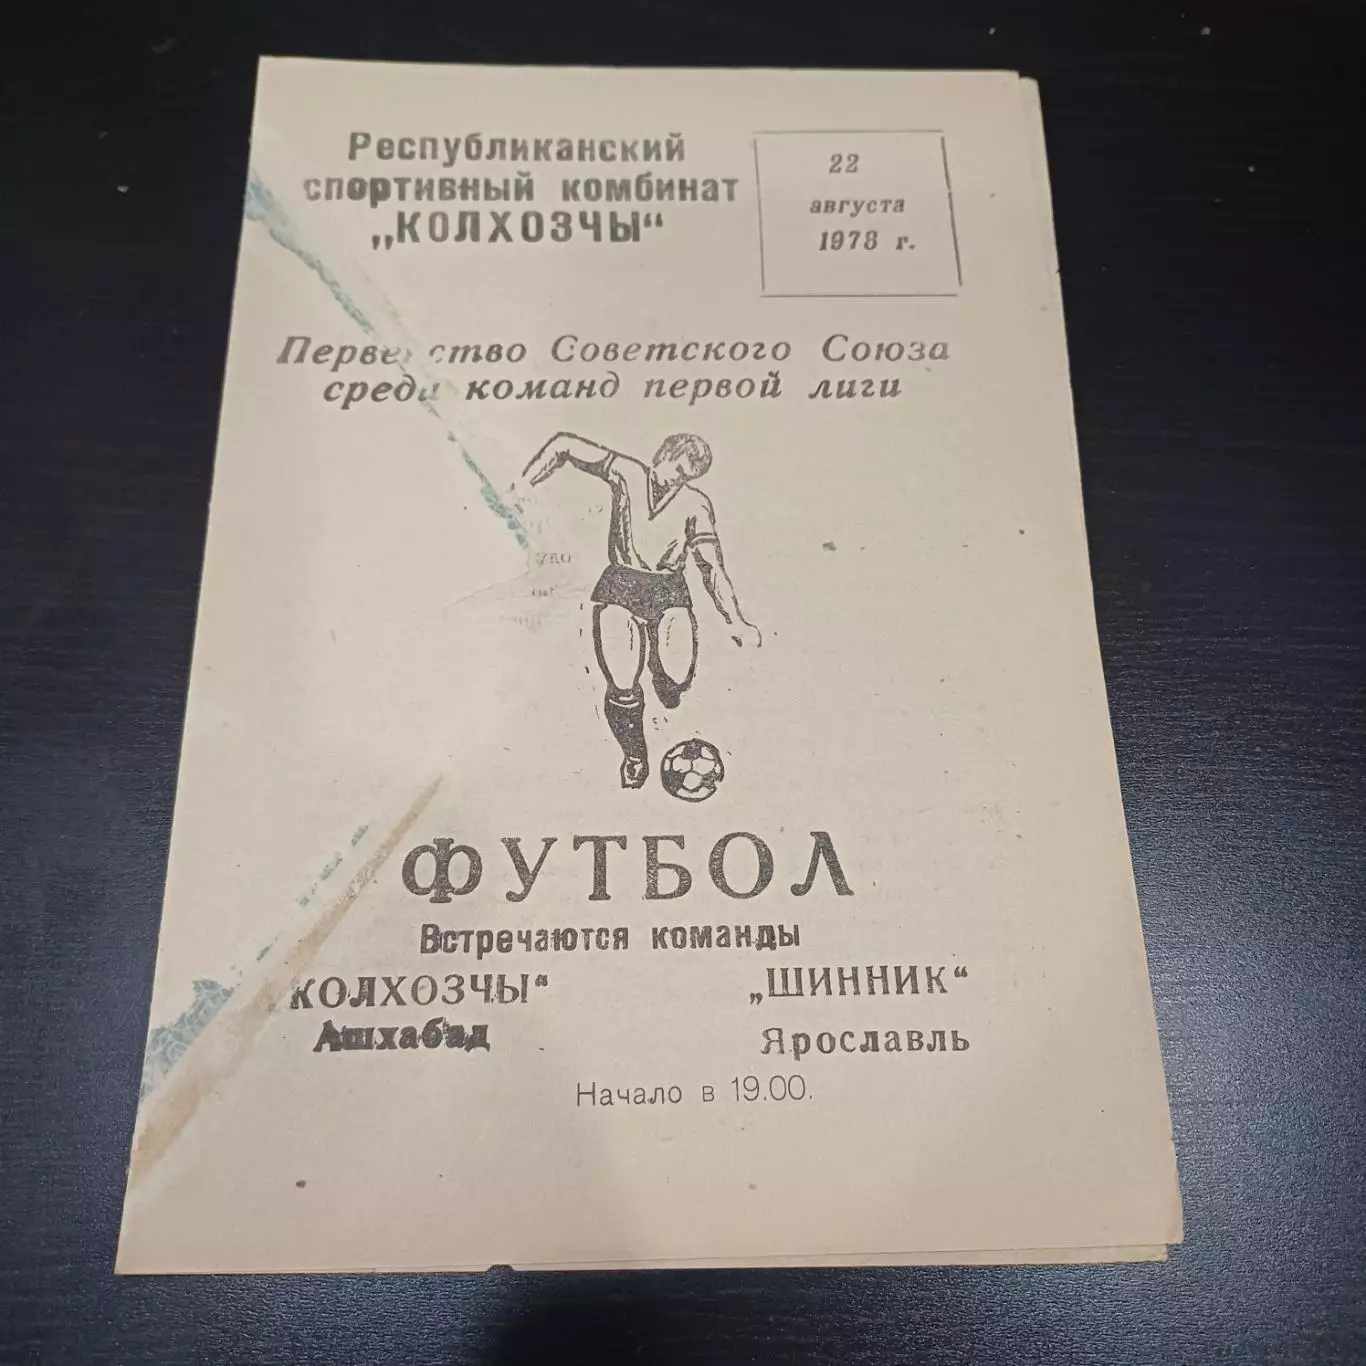 Республиканский
спортивный комбинат
„КОЛХОЗЧЫ“
22
августа
1978 г.
Первенство Советского Союза
среди команд первой лиги
ФУТБОЛ
Встречаются команды
КОЛХОЗЧЫ“ „ШИННИК“
Ашхабад Ярославль
Начало в 19.00.